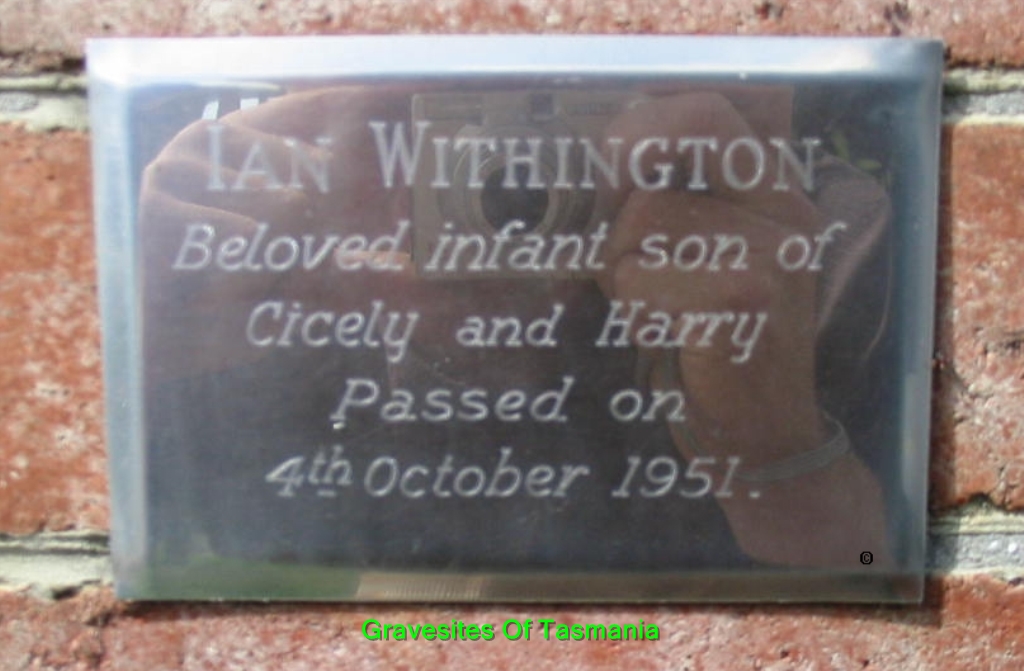 IAN WITHINGTON
Beloved infant son of
Cicely and Harry
Passed on
4th October 1951.
©
Gravesites Of Tasmania